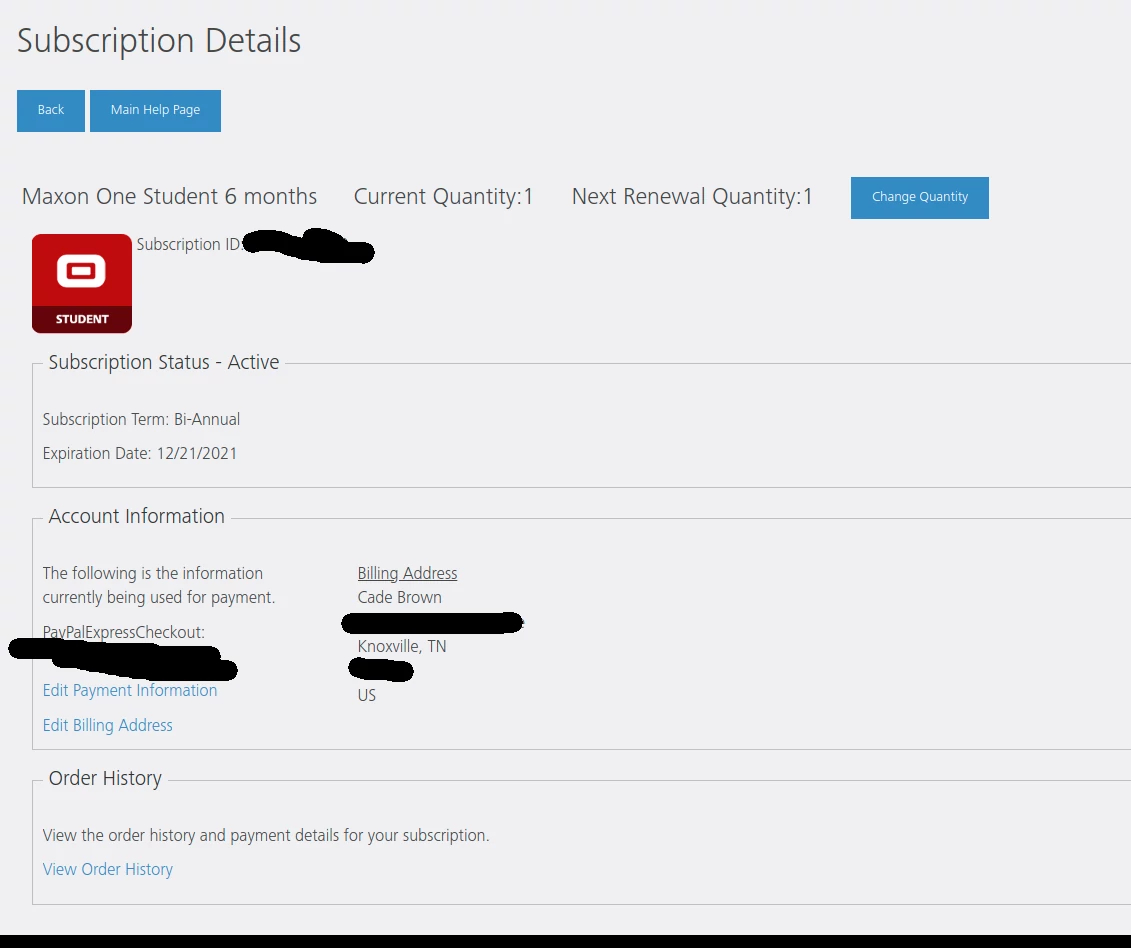 Subscription Details
Back
Main Help Page
Maxon One Student 6 months
Current Quantity:1
Next Renewal Quantity:1
Change Quantity
Subscription ID:
STUDENT
Subscription Status - Active
Subscription Term: Bi-Annual
Expiration Date: 12/21/2021
Account Information
The following is the information
currently being used for payment.
PayPalExpressCheckout:
Edit Payment Information
Edit Billing Address
Billing Address
Cade Brown
Knoxville, TN
US
Order History
View the order history and payment details for your subscription.
View Order History